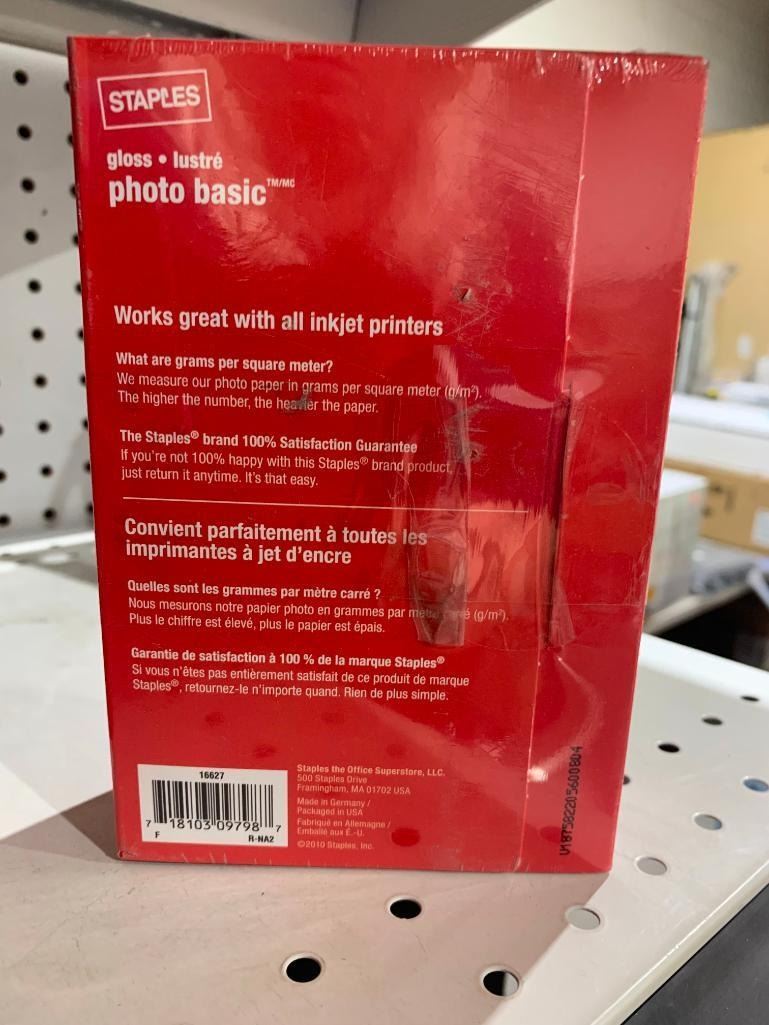 STAPLES
gloss • lustré
photo basic™/MC
Works great with all inkjet printers
What are grams per square meter?
We measure our photo paper in grams per square meter (g/m²).
The higher the number, the heavier the paper.
The Staples® brand 100% Satisfaction Guarantee
If you're not 100% happy with this Staples® brand product,
just return it anytime. It's that easy.
Convient parfaitement à toutes les
imprimantes à jet d'encre
Quelles sont les grammes par mètre carré ?
Nous mesurons notre papier photo en grammes par mètre carré (g/m²).
Plus le chiffre est élevé, plus le papier est épais.
Garantie de satisfaction à 100 % de la marque Staples®
Si vous n'êtes pas entièrement satisfait de ce produit de marque
Staples®, retournez-le n'importe quand. Rien de plus simple.
16627
7 18103 09798 7
F R-NA2
Staples the Office Superstore, LLC.
500 Staples Drive
Framingham, MA 01702 USA
Made in Germany /
Packaged in USA
Fabriqué en Allemagne /
Emballé aux É.-U.
©2010 Staples, Inc.